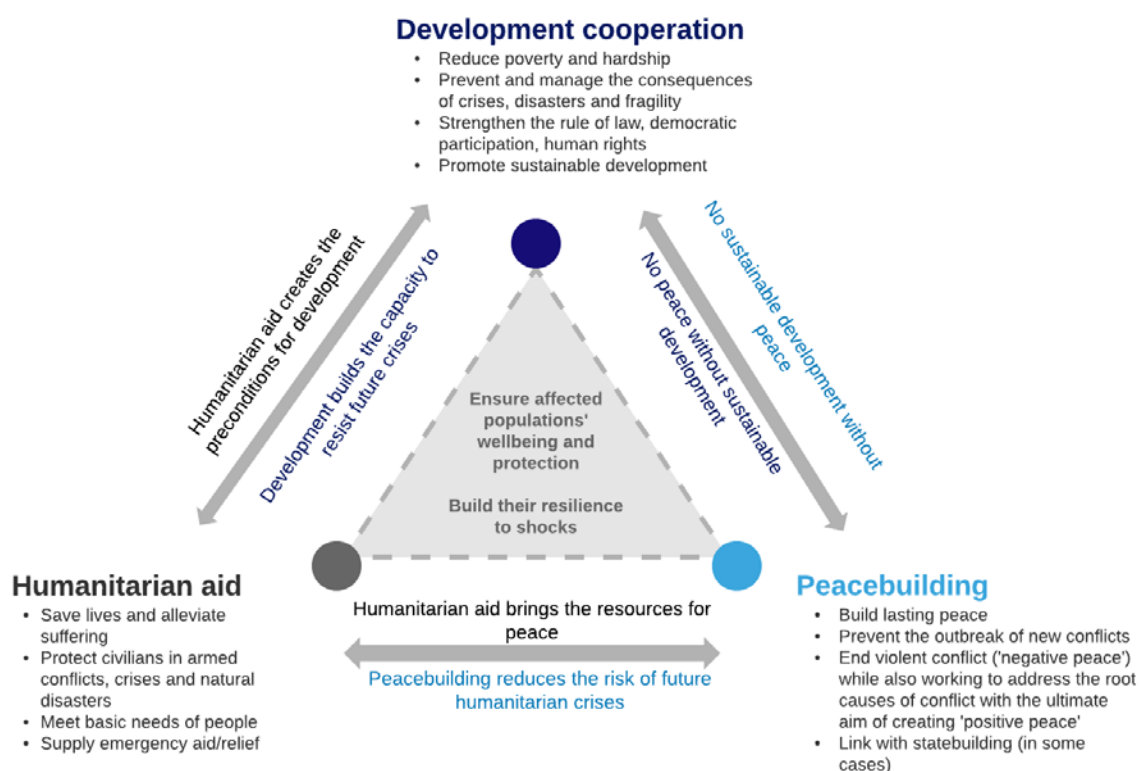 Development cooperation
• Reduce poverty and hardship
• Prevent and manage the consequences
of crises, disasters and fragility
• Strengthen the rule of law, democratic
participation, human rights
• Promote sustainable development
Humanitarian aid creates the
preconditions for development
Development builds the capacity to
resist future crises
No sustainable development without
peace
No peace without sustainable
development
Ensure affected
populations'
wellbeing and
protection
Build their resilience
to shocks
Humanitarian aid
• Save lives and alleviate
suffering
• Protect civilians in armed
conflicts, crises and natural
disasters
• Meet basic needs of people
• Supply emergency aid/relief
Humanitarian aid brings the resources for
peace
Peacebuilding reduces the risk of future
humanitarian crises
Peacebuilding
• Build lasting peace
• Prevent the outbreak of new conflicts
• End violent conflict ('negative peace')
while also working to address the root
causes of conflict with the ultimate
aim of creating 'positive peace'
• Link with statebuilding (in some
cases)